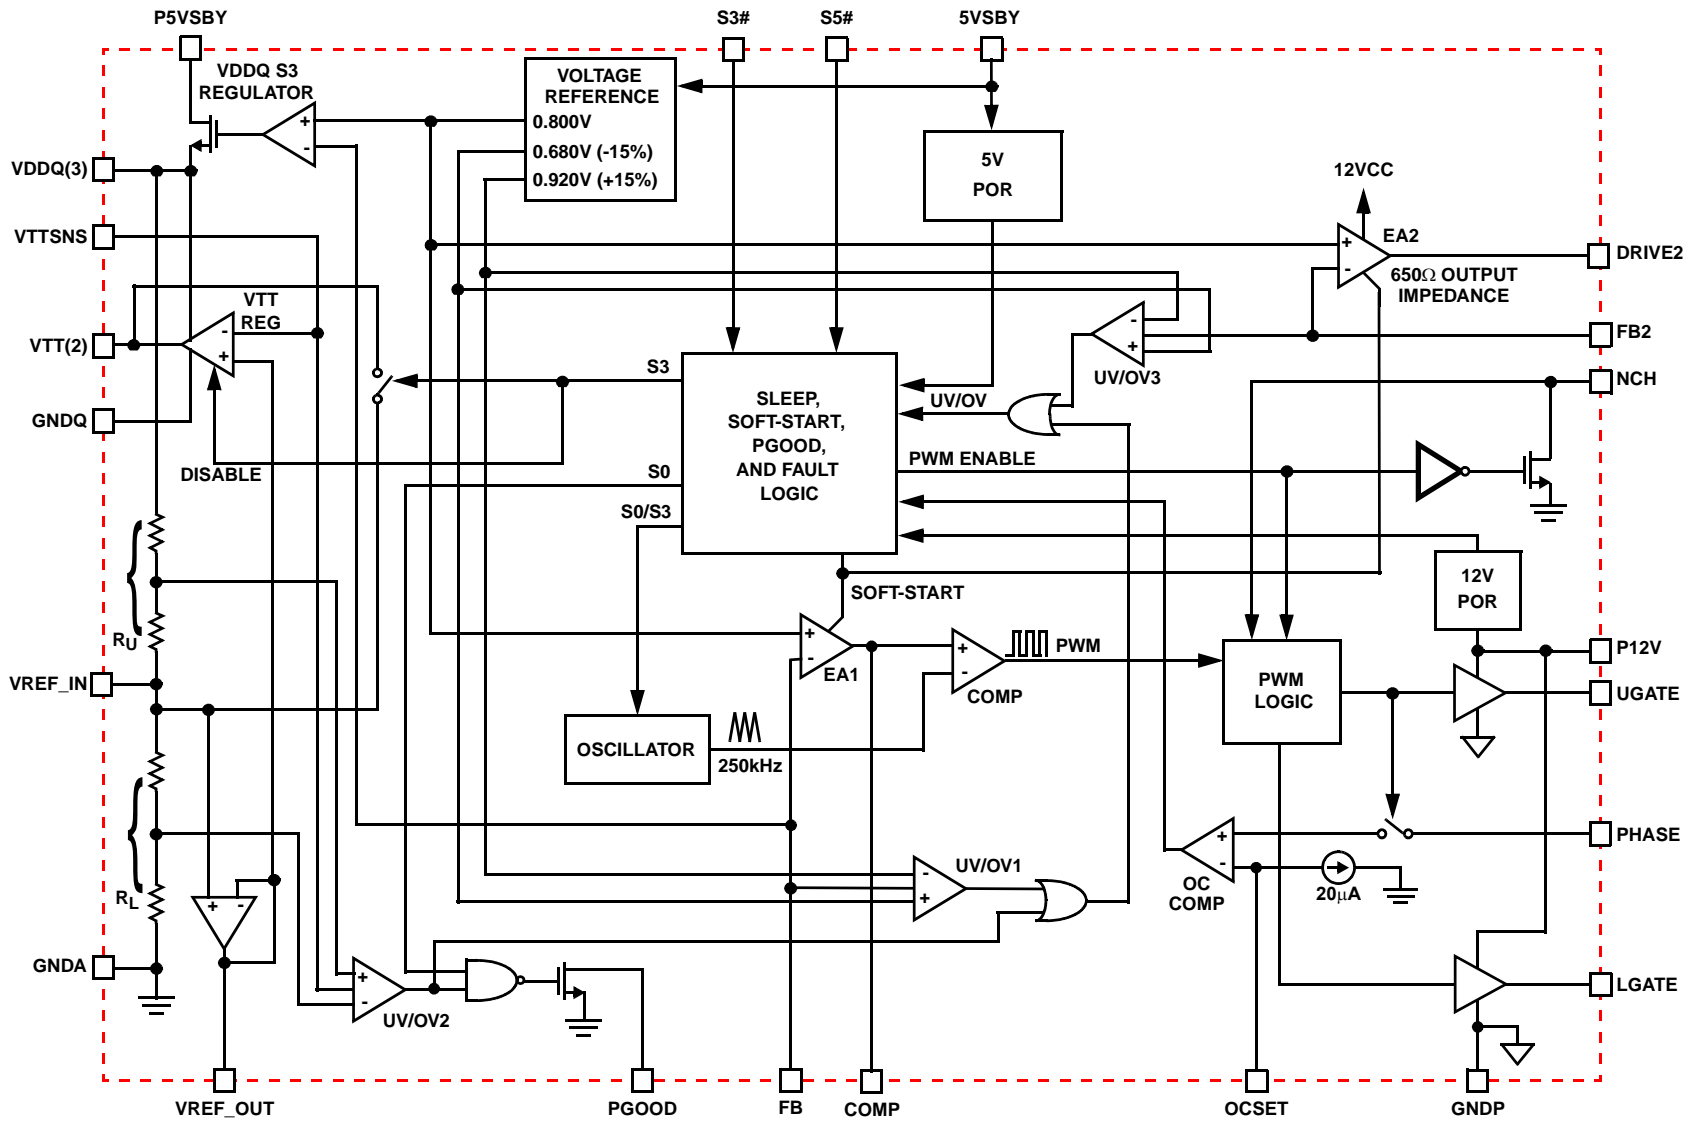 P5VSBY
S3#
S5#
5VSBY
VDDQ S3
REGULATOR
VOLTAGE
REFERENCE
0.800V
0.680V (-15%)
0.920V (+15%)
+
-
5V
POR
12VCC
VDDQ(3)
VTTSNS
EA2
+
-
DRIVE2
650Ω OUTPUT
IMPEDANCE
VTT
REG
-
+
VTT(2)
-
+
UV/OV3
FB2
NCH
S3
SLEEP,
SOFT-START,
PGOOD,
AND FAULT
LOGIC
UV/OV
GNDQ
DISABLE
S0
PWM ENABLE
S0/S3
12V
POR
SOFT-START
RU
+
-
EA1
+
-
COMP
PWM
P12V
VREF_IN
PWM
LOGIC
UGATE
OSCILLATOR
250kHz
PHASE
+
-
OC
COMP
20µA
UV/OV1
-
+
RL
+
-
GNDA
+
-
UV/OV2
LGATE
VREF_OUT
PGOOD
FB
COMP
OCSET
GNDP